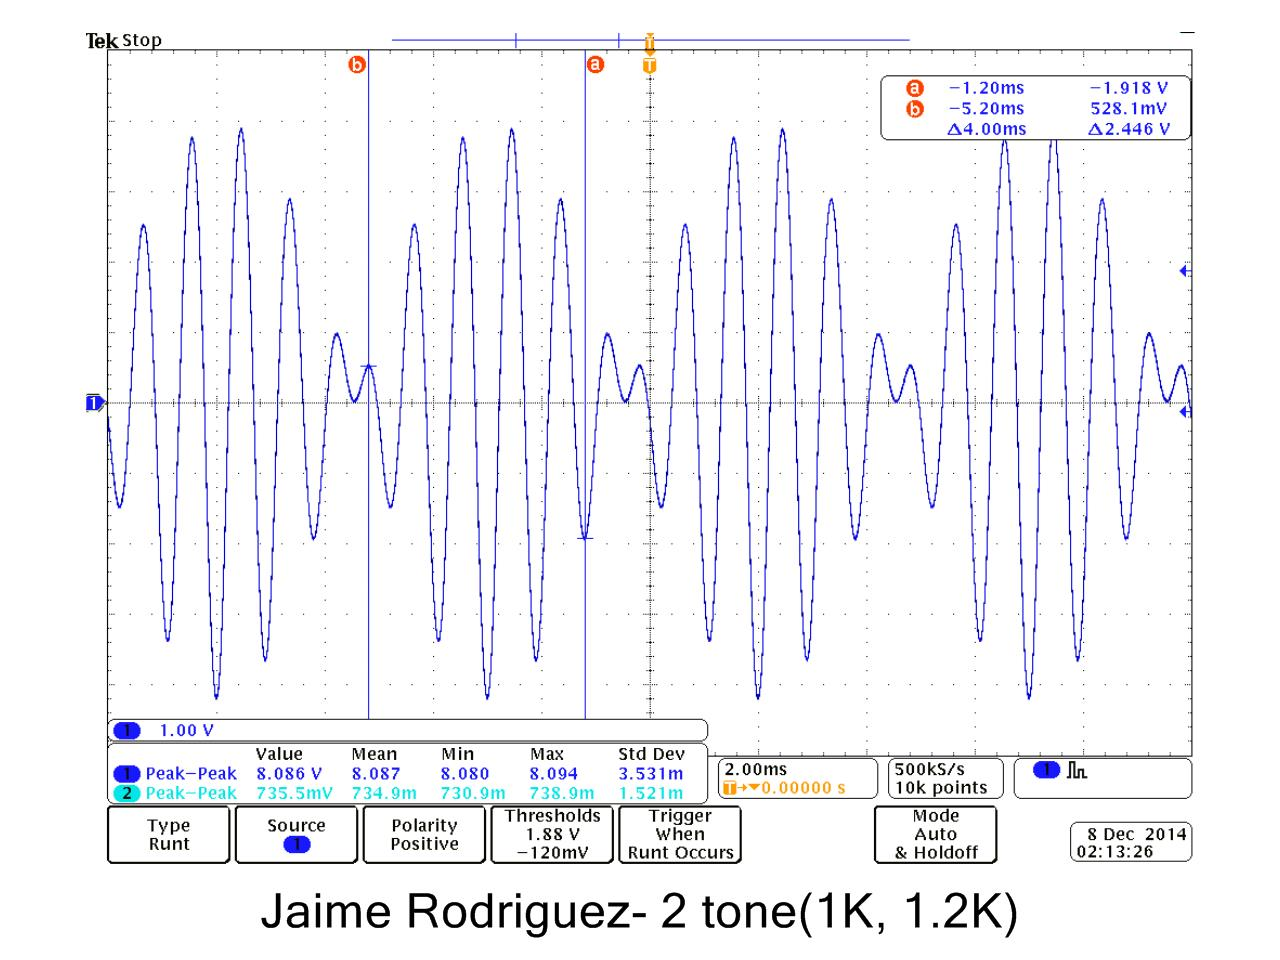 Tek Stop
T
b
a
T
a −1.20ms −1.918 V
b −5.20ms 528.1mV
Δ4.00ms Δ2.446 V
1
1 1.00 V
Value Mean Min Max Std Dev
1 Peak−Peak 8.086 V 8.087 8.080 8.094 3.531m
2 Peak−Peak 735.5mV 734.9m 730.9m 738.9m 1.521m
2.00ms
T→▼0.00000 s
500kS/s
10k points
1
Type
Runt
Source
1
Polarity
Positive
Thresholds
1.88 V
−120mV
Trigger
When
Runt Occurs
Mode
Auto
& Holdoff
8 Dec 2014
02:13:26
Jaime Rodriguez- 2 tone(1K, 1.2K)